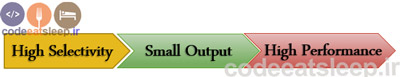 </>
codeeatsleep.ir
High Selectivity
Small Output
High Performance
codeeatsleep.ir